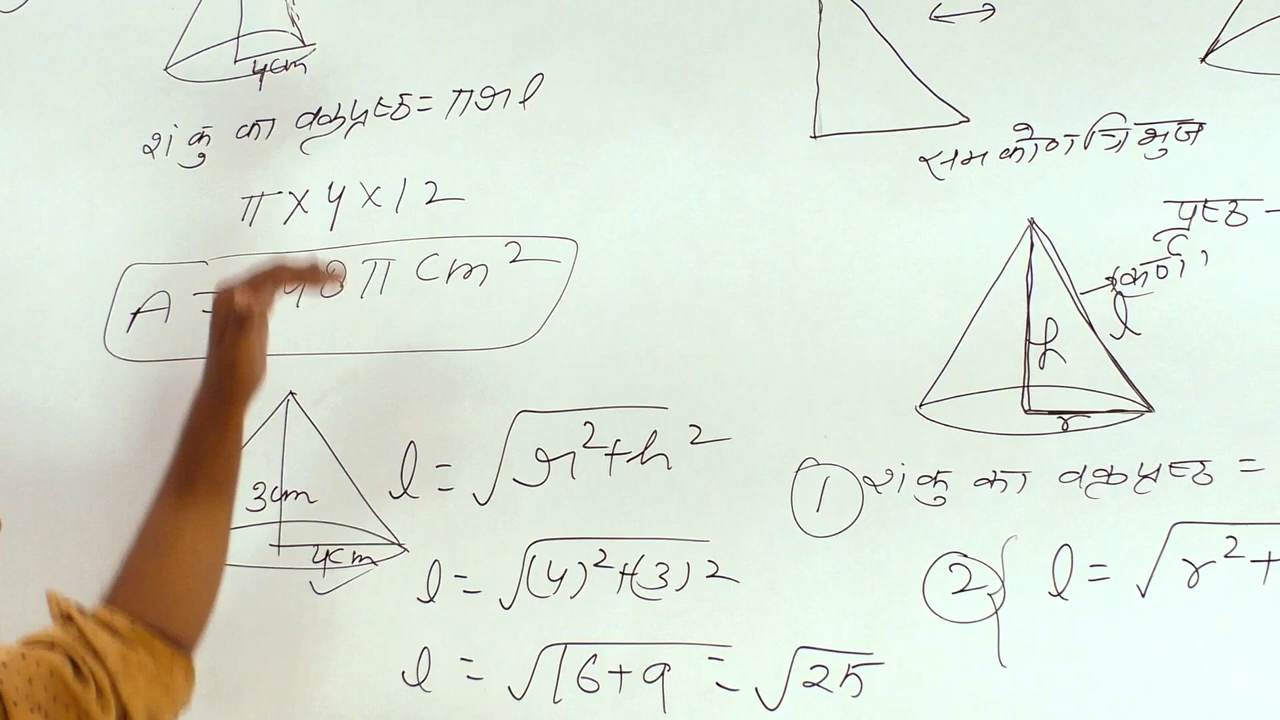 4cm
शंकु का वक्रपृष्ठ = πrl
π × 4 × 12
A = 48π cm²
3cm
4cm
l = √r²+h²
l = √(4)²+(3)²
l = √16+9 = √25
समकोण त्रिभुज
पृष्ठ -
l
h
r
① शंकु का वक्रपृष्ठ =
② l = √r²+